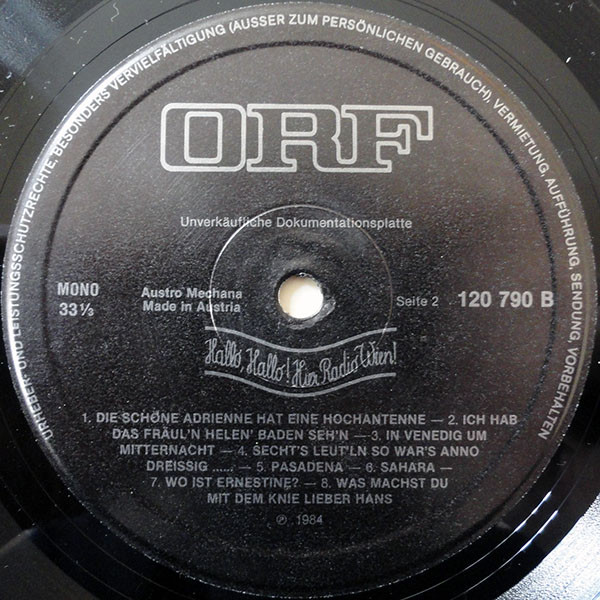 URHEBER- UND LEISTUNGSSCHUTZRECHTE, BESONDERS VERVIELFÄLTIGUNG (AUSSER ZUM PERSÖNLICHEN GEBRAUCH), VERMIETUNG, AUFFÜHRUNG, SENDUNG, VORBEHALTEN
ORF
Unverkäufliche Dokumentationsplatte
MONO
33⅓
Austro Mechana
Made in Austria
Seite 2 120 790 B
Hallo, Hallo! Hier Radio Wien!
1. DIE SCHÖNE ADRIENNE HAT EINE HOCHANTENNE — 2. ICH HAB
DAS FRÄUL'N HELEN' BADEN SEH'N — 3. IN VENEDIG UM
MITTERNACHT — 4. SECHT'S LEUT'LN SO WAR'S ANNO
DREISSIG ...... — 5. PASADENA — 6. SAHARA —
7. WO IST ERNESTINE? — 8. WAS MACHST DU
MIT DEM KNIE LIEBER HANS
℗ 1984